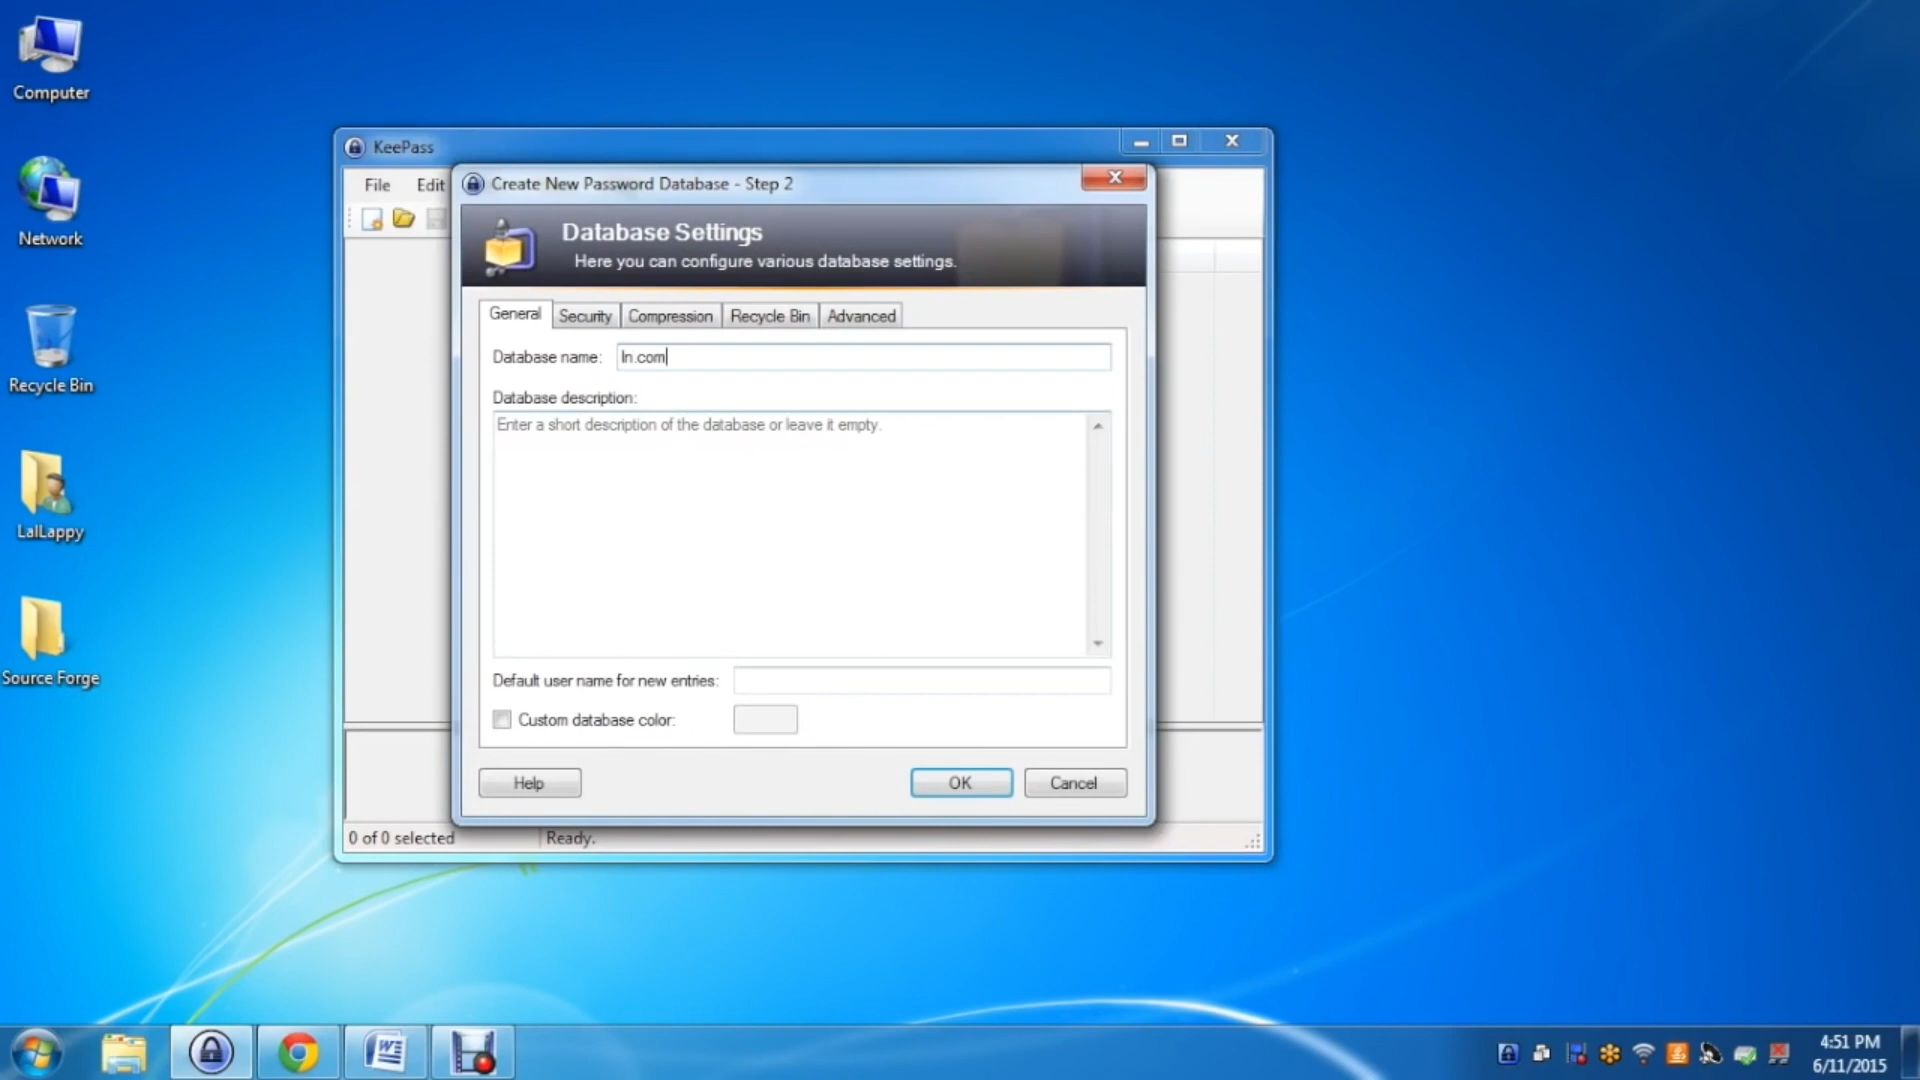 Computer
Network
Recycle Bin
LalLappy
Source Forge
KeePass
File Edit
Create New Password Database - Step 2
Database Settings
Here you can configure various database settings.
General Security Compression Recycle Bin Advanced
Database name: ln.com
Database description:
Enter a short description of the database or leave it empty.
Default user name for new entries:
Custom database color:
Help OK Cancel
0 of 0 selected Ready.
4:51 PM
6/11/2015